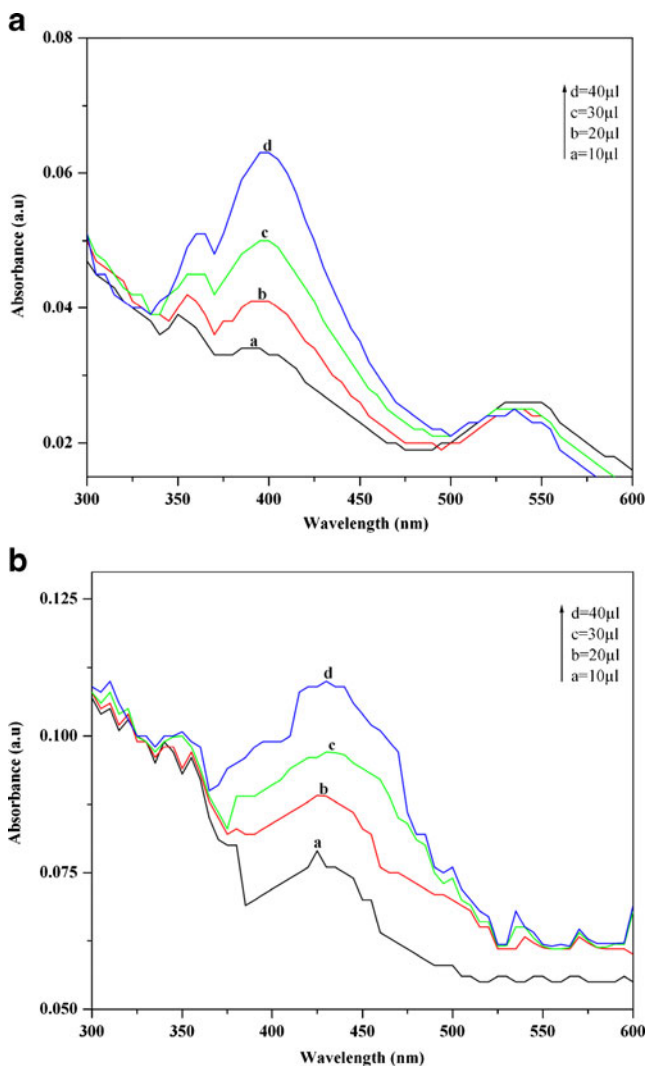 a
0.08
0.06
0.04
0.02
Absorbance (a.u)
d=40µl
c=30µl
b=20µl
a=10µl
d
c
b
a
300 350 400 450 500 550 600
Wavelength (nm)
b
0.125
0.100
0.075
0.050
Absorbance (a.u)
d=40µl
c=30µl
b=20µl
a=10µl
d
c
b
a
300 350 400 450 500 550 600
Wavelength (nm)